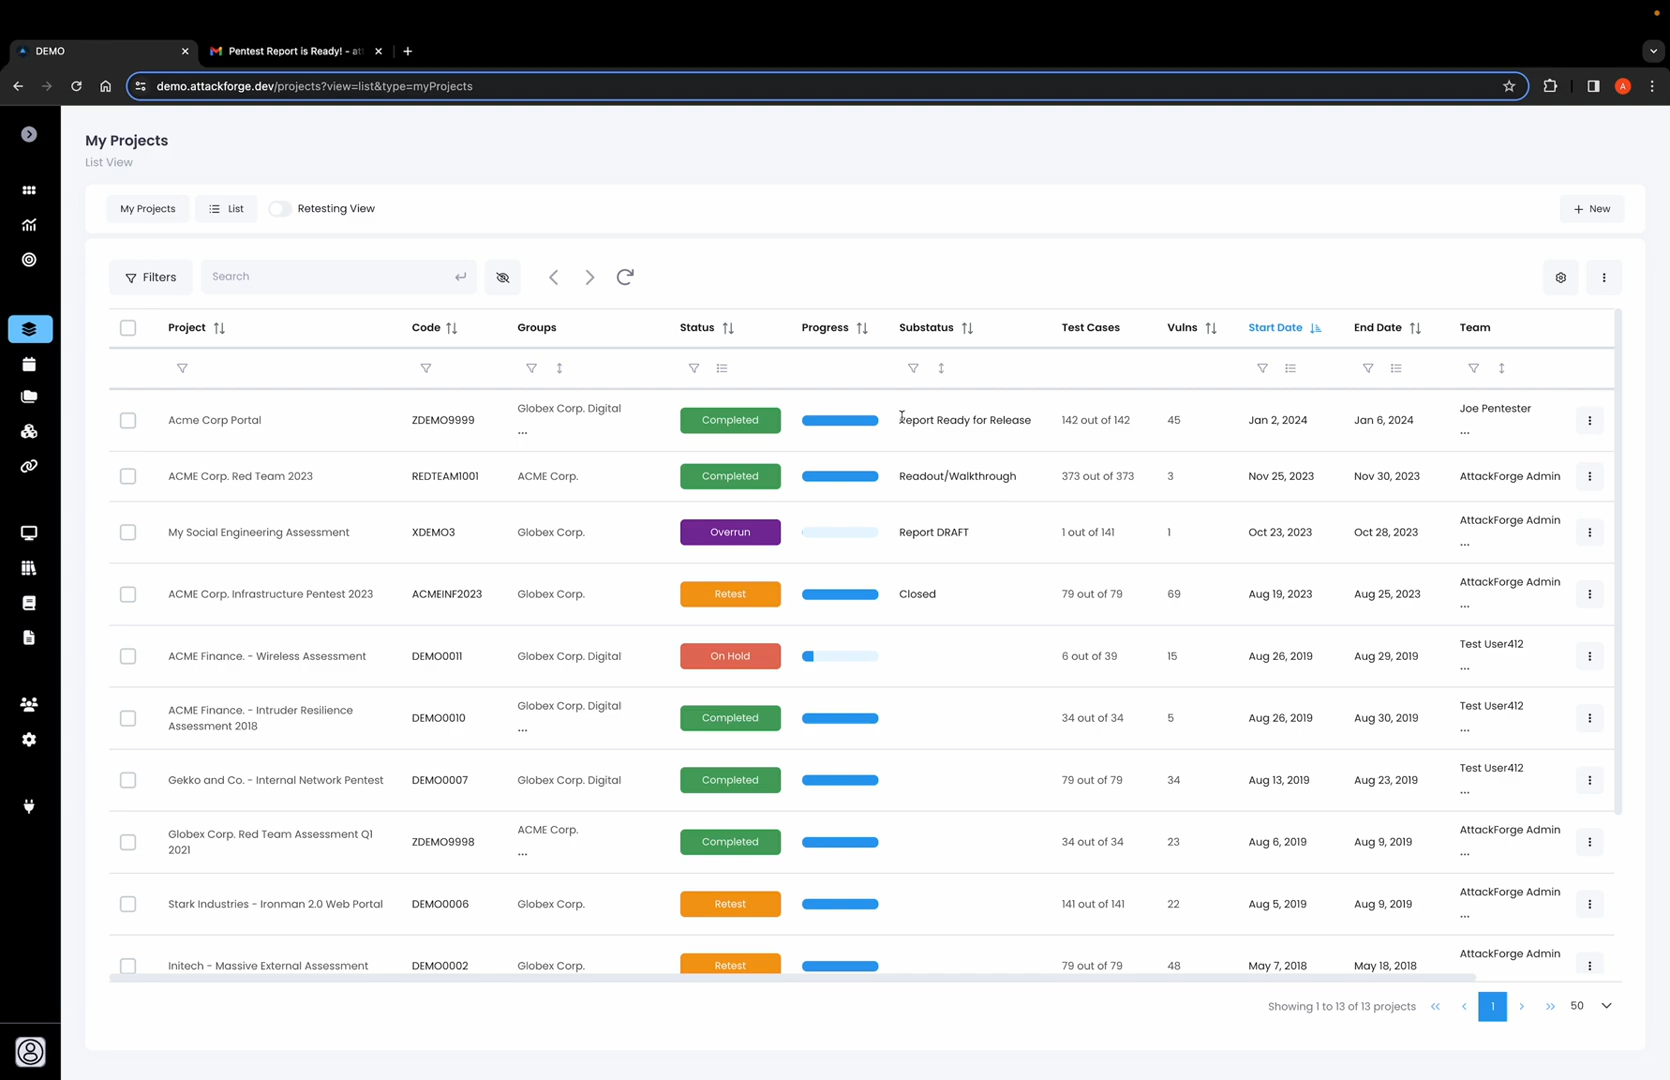 DEMO
Pentest Report is Ready! - at
demo.attackforge.dev/projects?view=list&type=myProjects
A
My Projects
List View
My Projects
List
Retesting View
New
Filters
Search
Project
Code
Groups
Status
Progress
Substatus
Test Cases
Vulns
Start Date
End Date
Team
Acme Corp Portal
ZDEMO9999
Globex Corp. Digital
...
Completed
Report Ready for Release
142 out of 142
45
Jan 2, 2024
Jan 6, 2024
Joe Pentester
...
ACME Corp. Red Team 2023
REDTEAM1001
ACME Corp.
Completed
Readout/Walkthrough
373 out of 373
3
Nov 25, 2023
Nov 30, 2023
AttackForge Admin
My Social Engineering Assessment
XDEMO3
Globex Corp.
Overrun
Report DRAFT
1 out of 141
1
Oct 23, 2023
Oct 28, 2023
AttackForge Admin
...
ACME Corp. Infrastructure Pentest 2023
ACMEINF2023
Globex Corp.
Retest
Closed
79 out of 79
69
Aug 19, 2023
Aug 25, 2023
AttackForge Admin
...
ACME Finance. - Wireless Assessment
DEMO0011
Globex Corp. Digital
On Hold
6 out of 39
15
Aug 26, 2019
Aug 29, 2019
Test User412
...
ACME Finance. - Intruder Resilience
Assessment 2018
DEMO0010
Globex Corp. Digital
...
Completed
34 out of 34
5
Aug 26, 2019
Aug 30, 2019
Test User412
...
Gekko and Co. - Internal Network Pentest
DEMO0007
Globex Corp. Digital
Completed
79 out of 79
34
Aug 13, 2019
Aug 23, 2019
Test User412
...
Globex Corp. Red Team Assessment Q1
2021
ZDEMO9998
ACME Corp.
...
Completed
34 out of 34
23
Aug 6, 2019
Aug 9, 2019
AttackForge Admin
...
Stark Industries - Ironman 2.0 Web Portal
DEMO0006
Globex Corp.
Retest
141 out of 141
22
Aug 5, 2019
Aug 9, 2019
AttackForge Admin
...
Initech - Massive External Assessment
DEMO0002
Globex Corp.
Retest
79 out of 79
48
May 7, 2018
May 18, 2018
AttackForge Admin
Showing 1 to 13 of 13 projects
1
50